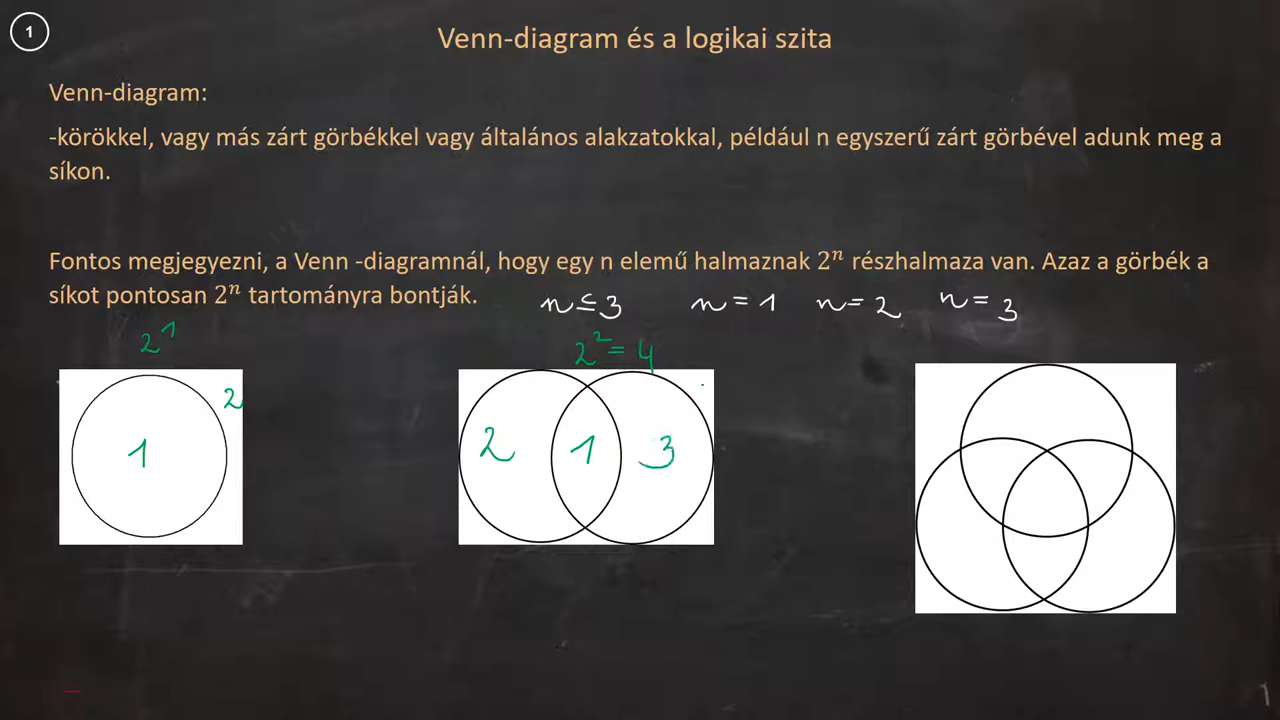 1
Venn-diagram és a logikai szita
Venn-diagram:
-körökkel, vagy más zárt görbékkel vagy általános alakzatokkal, például n egyszerű zárt görbével adunk meg a
síkon.
Fontos megjegyezni, a Venn -diagramnál, hogy egy n elemű halmaznak 2ⁿ részhalmaza van. Azaz a görbék a
síkot pontosan 2ⁿ tartományra bontják.
n ≤ 3 n = 1 n = 2 n = 3
2¹
2² = 4
2
1
2 1 3
1